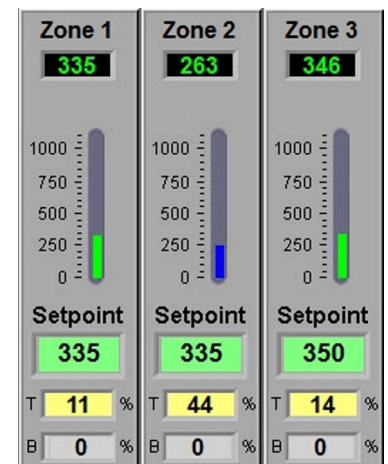 Zone 1 Zone 2 Zone 3
335 263 346
1000 1000 1000
750 750 750
500 500 500
250 250 250
0 0 0
Setpoint Setpoint Setpoint
335 335 350
T 11 % T 44 % T 14 %
B 0 % B 0 % B 0 %